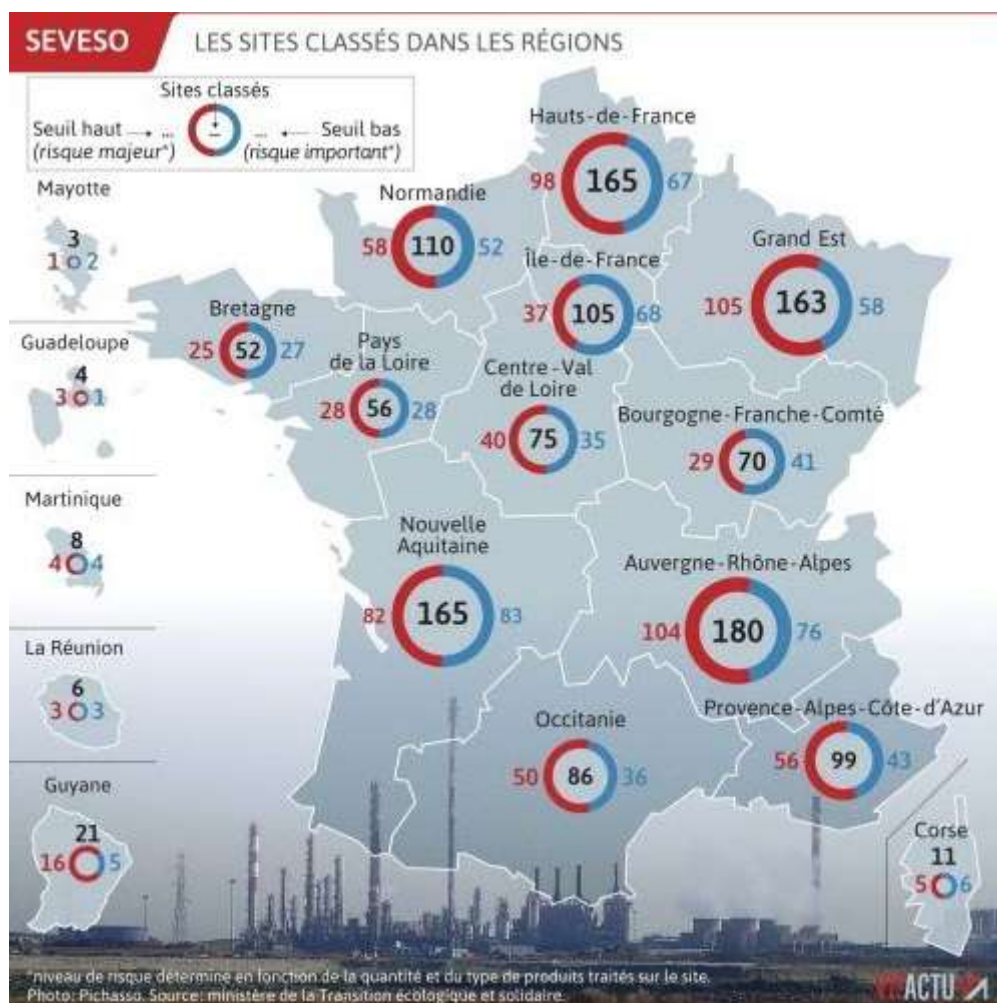 SEVESO
LES SITES CLASSÉS DANS LES RÉGIONS
Sites classés
Seuil haut ... ... ... Seuil bas
(risque majeur*) (risque important*)
Mayotte
3
1 2
Guadeloupe
4
3 1
Martinique
8
4 4
La Réunion
6
3 3
Guyane
21
16 5
Hauts-de-France
98 165 67
Normandie
58 110 52
Île-de-France
37 105 68
Grand Est
105 163 58
Bretagne
25 52 27
Pays
de la Loire
28 56 28
Centre-Val
de Loire
40 75 35
Bourgogne-Franche-Comté
29 70 41
Nouvelle
Aquitaine
82 165 83
Auvergne-Rhône-Alpes
104 180 76
Occitanie
50 86 36
Provence-Alpes-Côte-d'Azur
56 99 43
Corse
11
5 6
*niveau de risque détermine en fonction de la quantité et du type de produits traités sur le site.
Photo: Pichasso. Source: ministère de la Transition écologique et solidaire.
ACTU